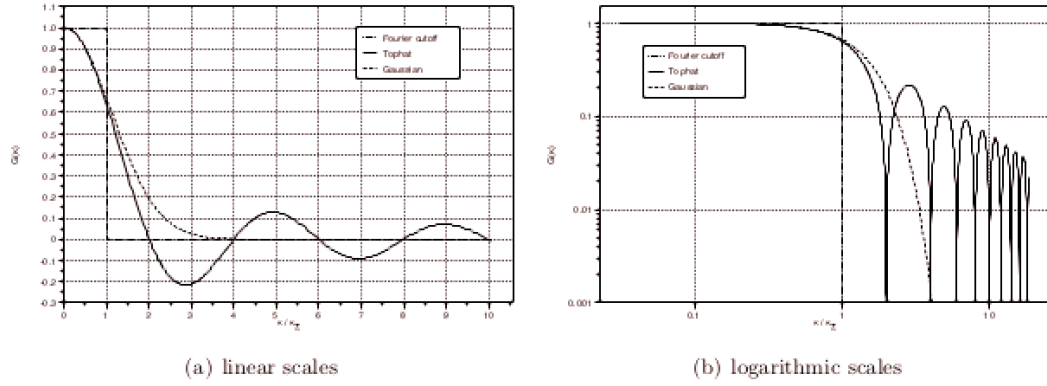 1.1
1.0
0.9
0.8
0.7
0.6
0.5
0.4
0.3
0.2
0.1
0
-0.1
-0.2
-0.3
G(κ)
Fourier cutoff
Tophat
Gaussian
0 1 2 3 4 5 6 7 8 9 10
κ / κ_Σ
(a) linear scales
1
0.1
0.01
0.001
G(κ)
Fourier cutoff
Tophat
Gaussian
0.1 1 10
κ / κ_Σ
(b) logarithmic scales